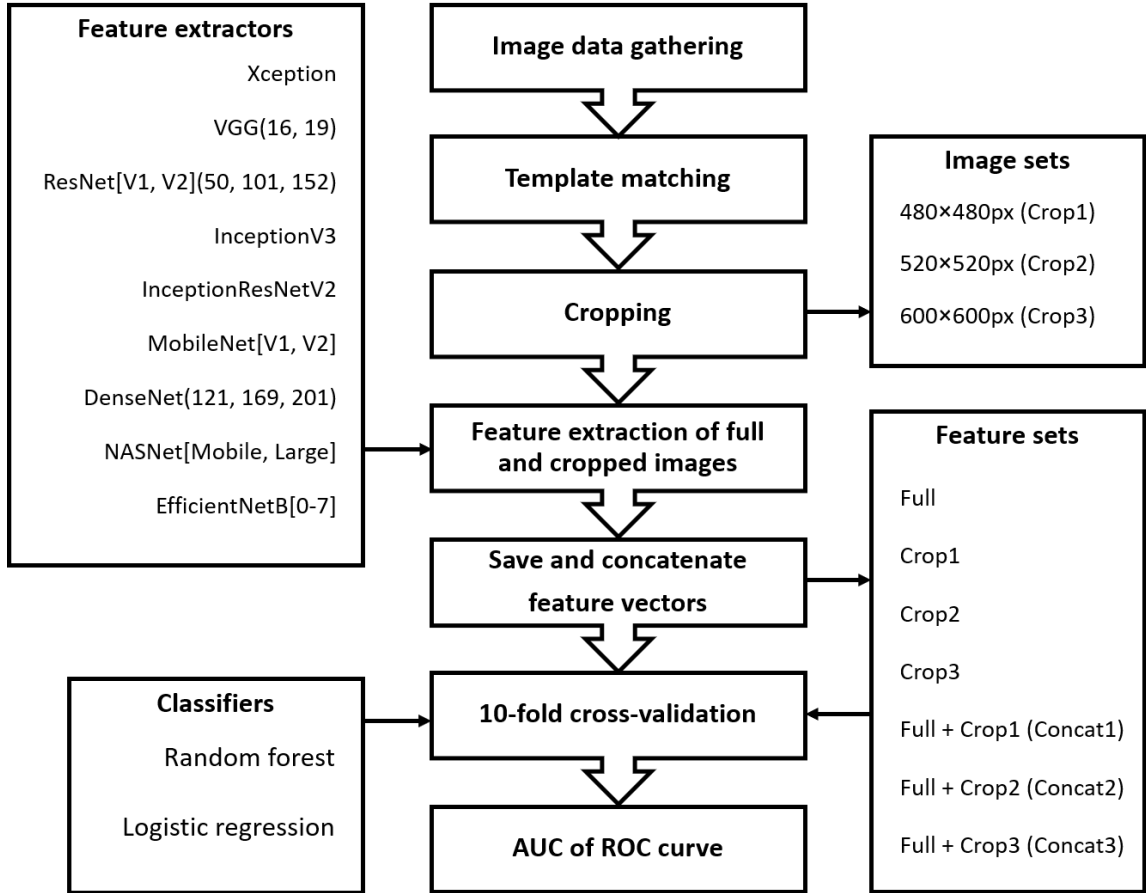 Feature extractors
Xception
VGG(16, 19)
ResNet[V1, V2](50, 101, 152)
InceptionV3
InceptionResNetV2
MobileNet[V1, V2]
DenseNet(121, 169, 201)
NASNet[Mobile, Large]
EfficientNetB[0-7]
Image data gathering
Template matching
Cropping
Image sets
480×480px (Crop1)
520×520px (Crop2)
600×600px (Crop3)
Feature extraction of full
and cropped images
Save and concatenate
feature vectors
Feature sets
Full
Crop1
Crop2
Crop3
Full + Crop1 (Concat1)
Full + Crop2 (Concat2)
Full + Crop3 (Concat3)
Classifiers
Random forest
Logistic regression
10-fold cross-validation
AUC of ROC curve